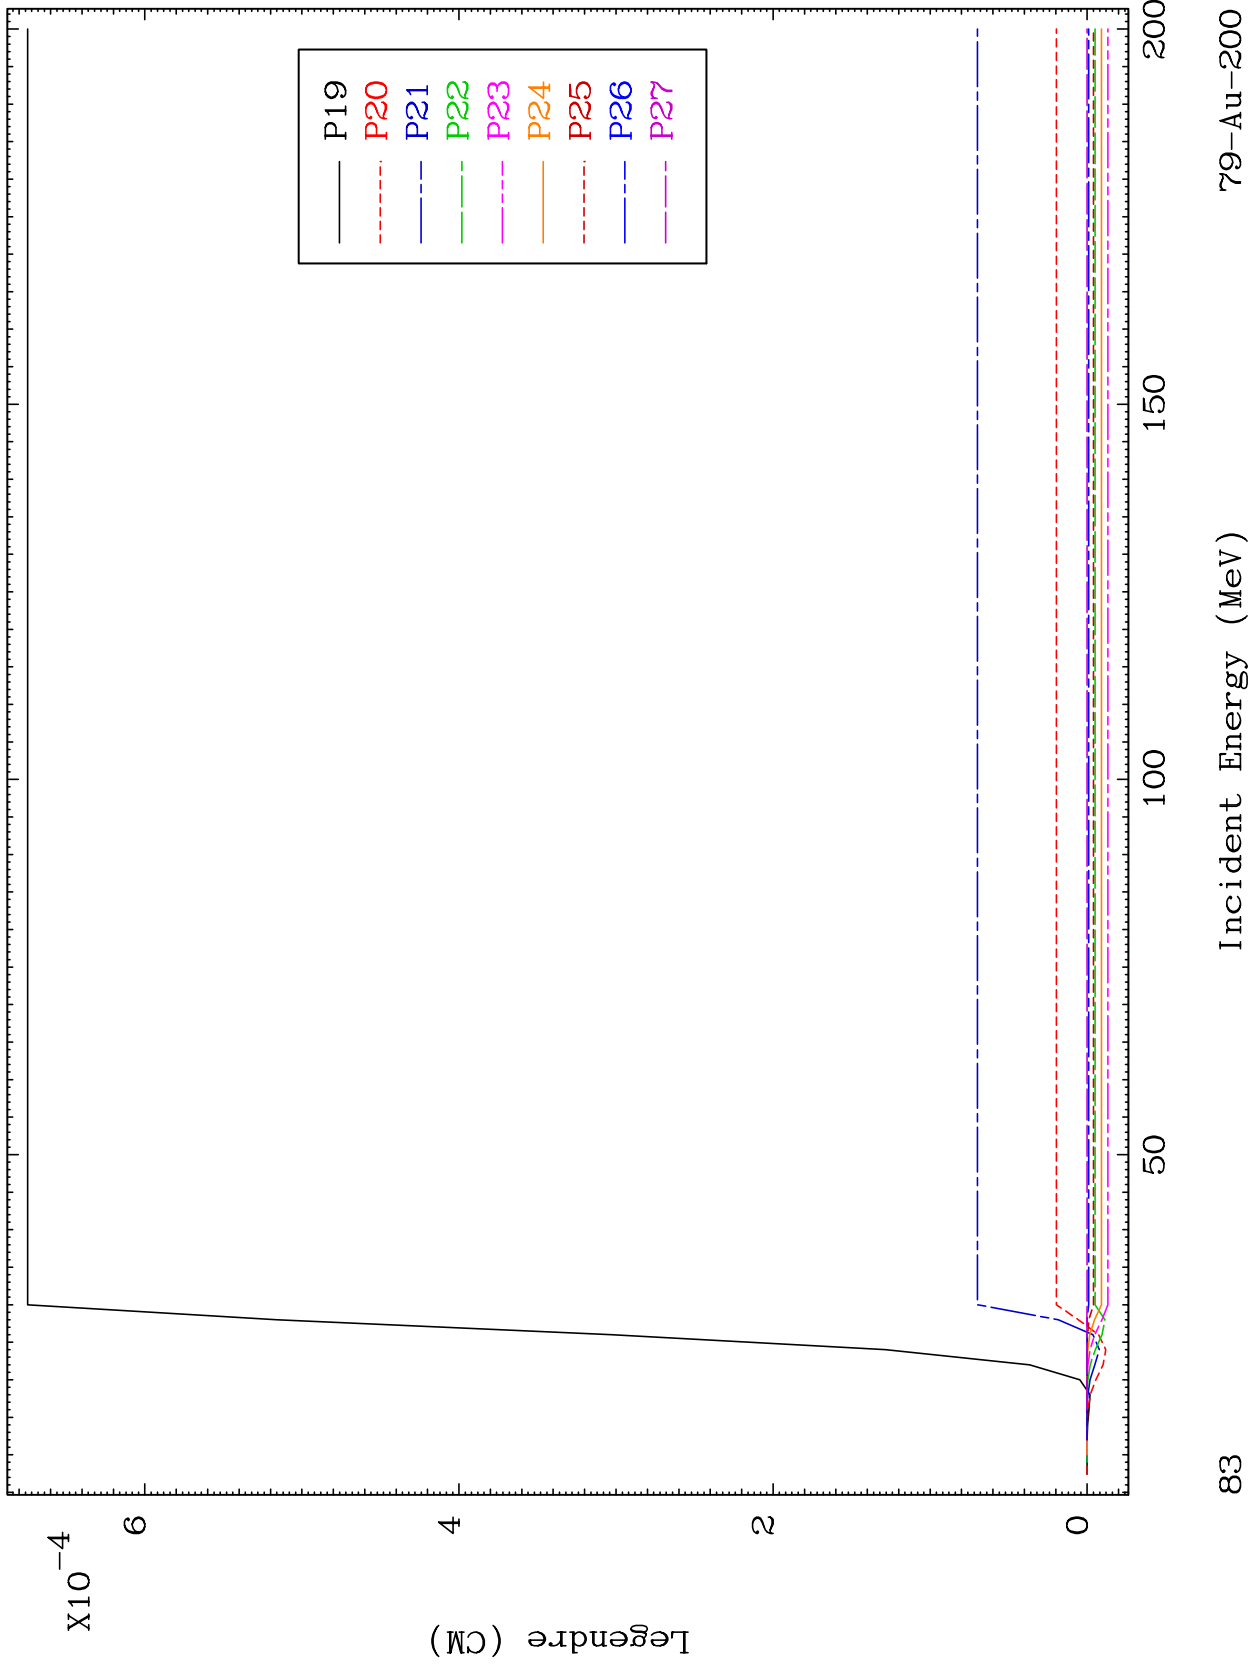 X10
-4
6
4
2
0
Legendre (CM)
P19
P20
P21
P22
P23
P24
P25
P26
P27
50
100
150
200
Incident Energy (MeV)
83
79-Au-200